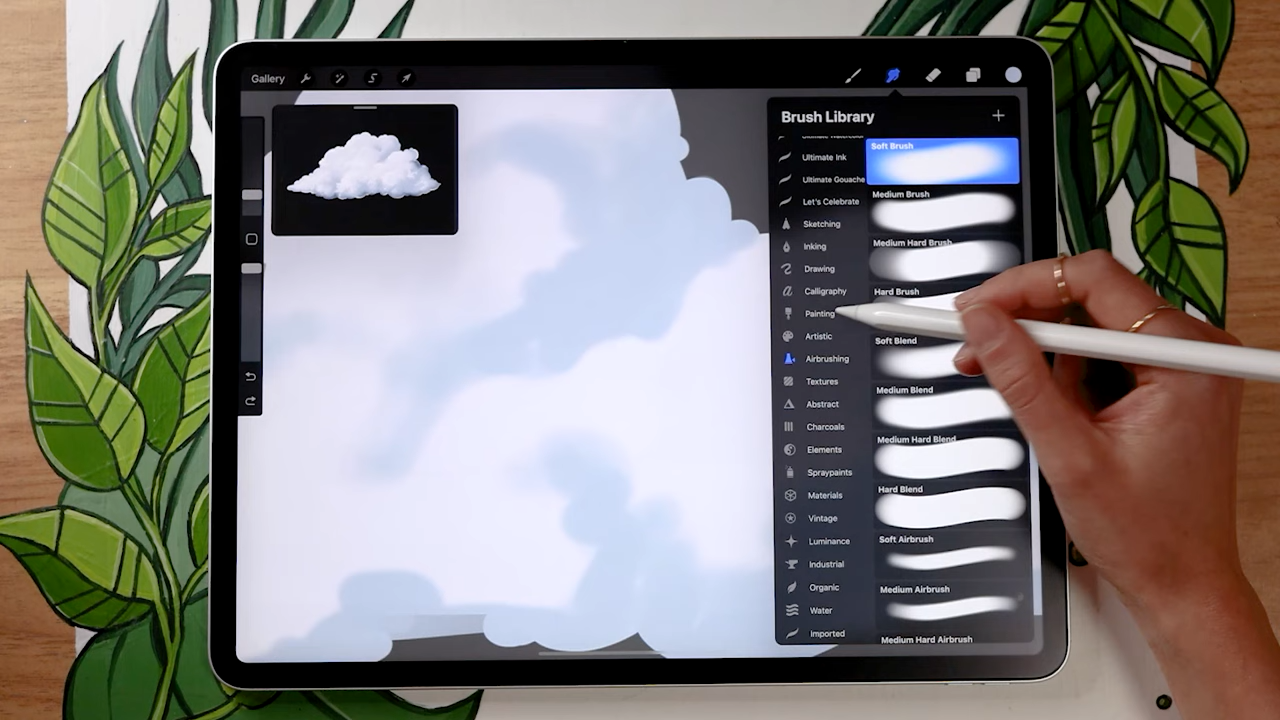 Gallery
Brush Library
Ultimate Watercolor
Ultimate Ink
Ultimate Gouache
Let's Celebrate
Sketching
Inking
Drawing
Calligraphy
Painting
Artistic
Airbrushing
Textures
Abstract
Charcoals
Elements
Spraypaints
Materials
Vintage
Luminance
Industrial
Organic
Water
Imported
Soft Brush
Medium Brush
Medium Hard Brush
Hard Brush
Soft Blend
Medium Blend
Medium Hard Blend
Hard Blend
Soft Airbrush
Medium Airbrush
Medium Hard Airbrush